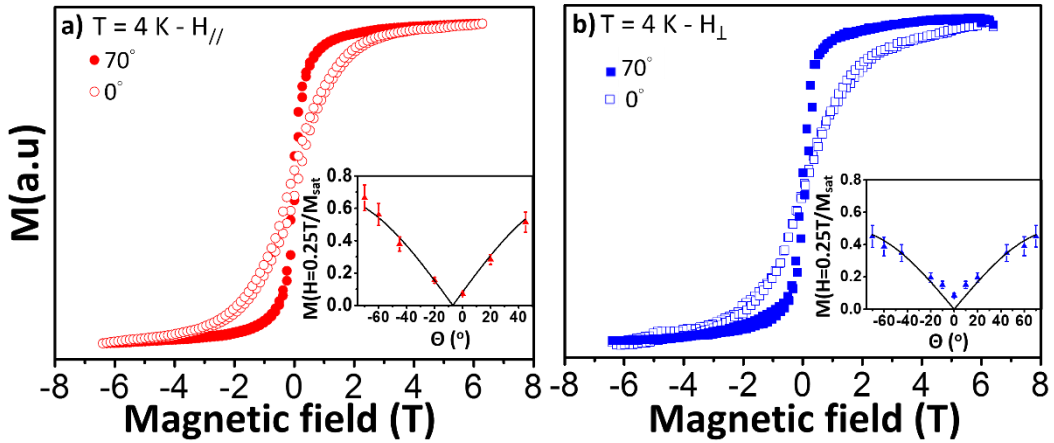 a) T = 4 K - H//
70°
0°
M(a.u)
-8 -6 -4 -2 0 2 4 6 8
Magnetic field (T)
M(H=0.25T/Msat
0.8
0.6
0.4
0.2
0.0
-60 -40 -20 0 20 40
Θ (°)
b) T = 4 K - H⊥
70°
0°
-8 -6 -4 -2 0 2 4 6 8
Magnetic field (T)
M(H=0.25T/Msat
0.8
0.6
0.4
0.2
0.0
-60 -40 -20 0 20 40 60
Θ (°)